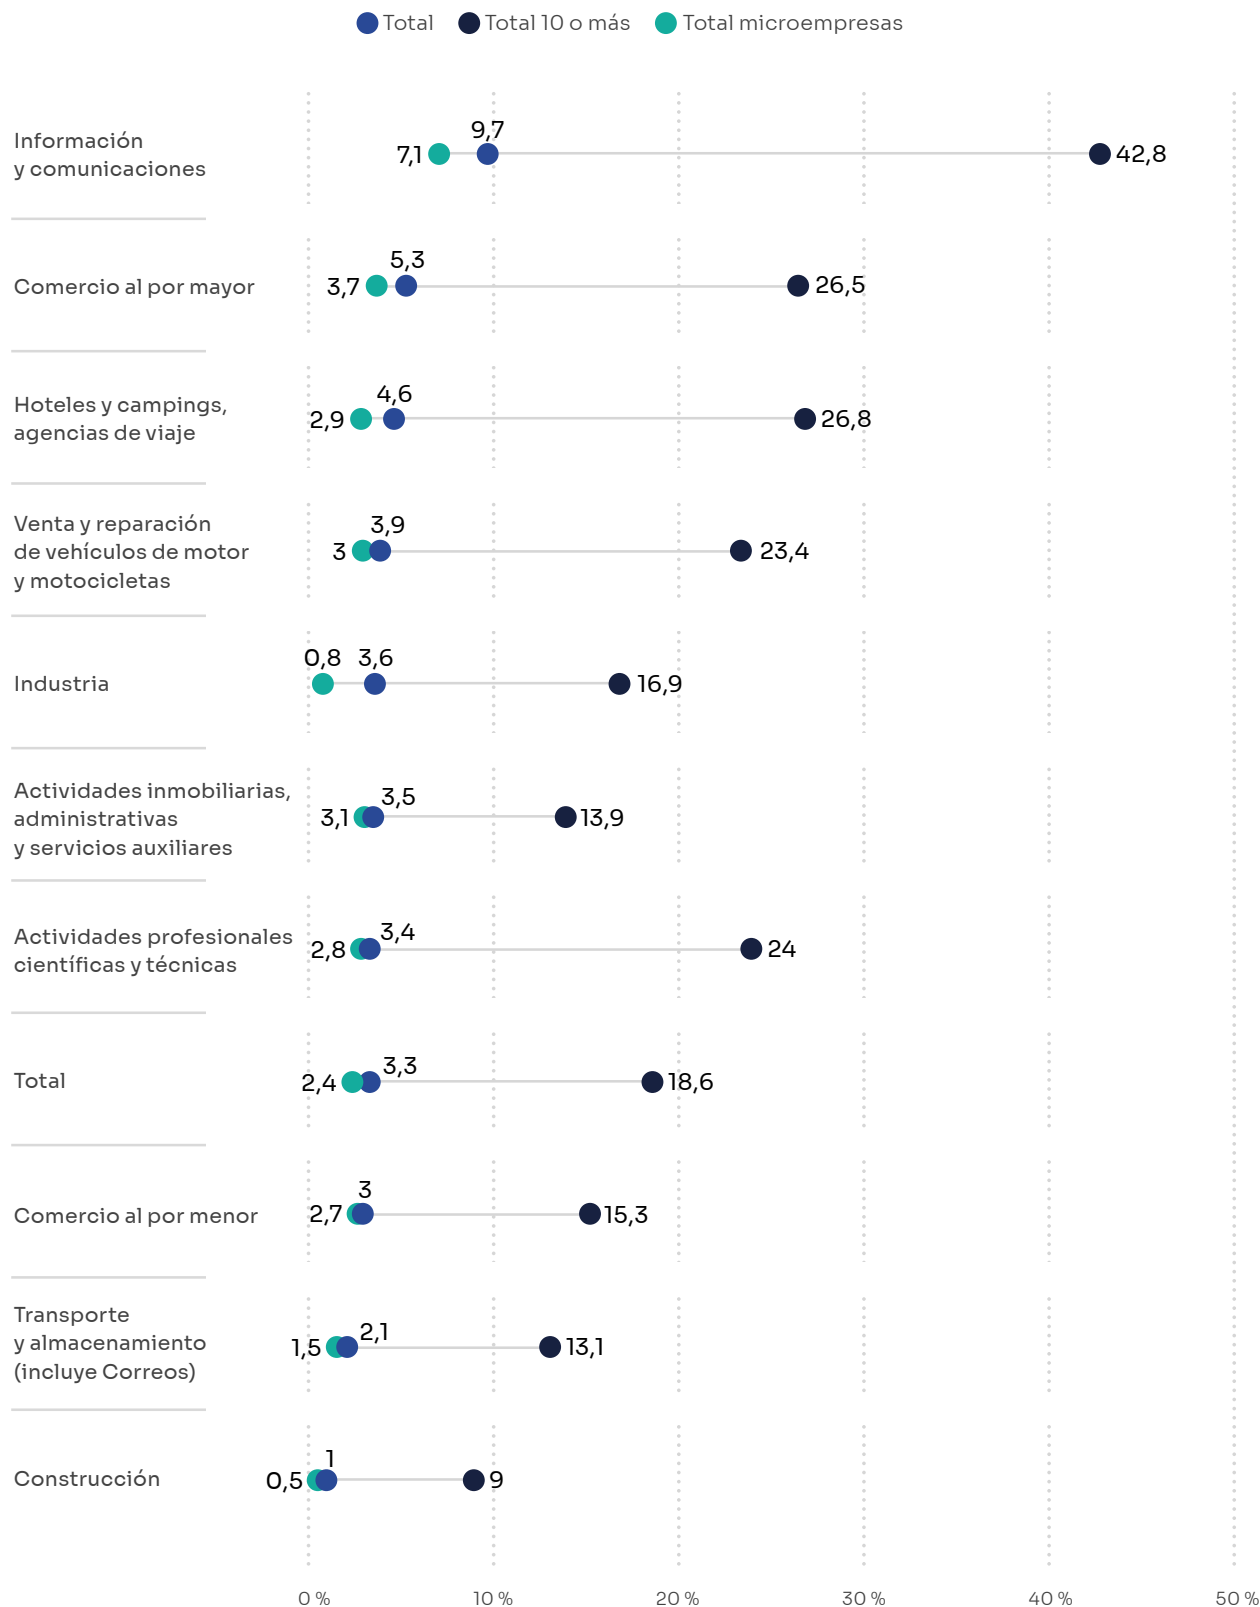 Total Total 10 o más Total microempresas
Información
y comunicaciones
7,1 9,7 42,8
Comercio al por mayor
3,7 5,3 26,5
Hoteles y campings,
agencias de viaje
2,9 4,6 26,8
Venta y reparación
de vehículos de motor
y motocicletas
3 3,9 23,4
Industria
0,8 3,6 16,9
Actividades inmobiliarias,
administrativas
y servicios auxiliares
3,1 3,5 13,9
Actividades profesionales
científicas y técnicas
2,8 3,4 24
Total
2,4 3,3 18,6
Comercio al por menor
2,7 3 15,3
Transporte
y almacenamiento
(incluye Correos)
1,5 2,1 13,1
Construcción
0,5 1 9
0 % 10 % 20 % 30 % 40 % 50 %